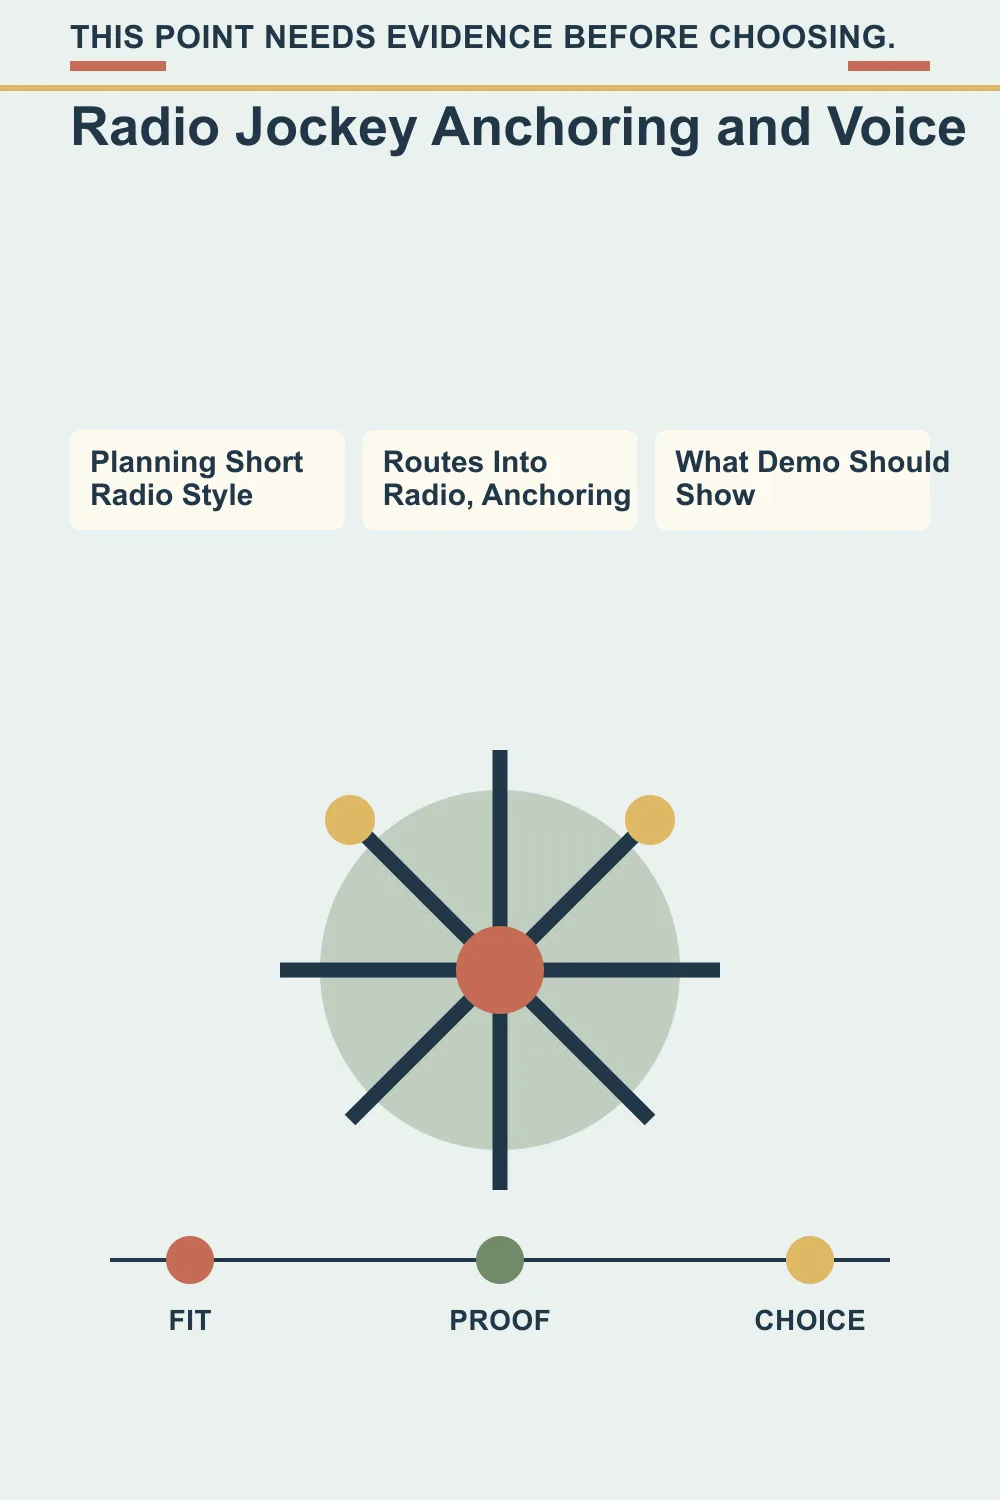 THIS POINT NEEDS EVIDENCE BEFORE CHOOSING.
Radio Jockey Anchoring and Voice
Planning Short
Radio Style
Routes Into
Radio, Anchoring
What Demo Should
Show
FIT
PROOF
CHOICE